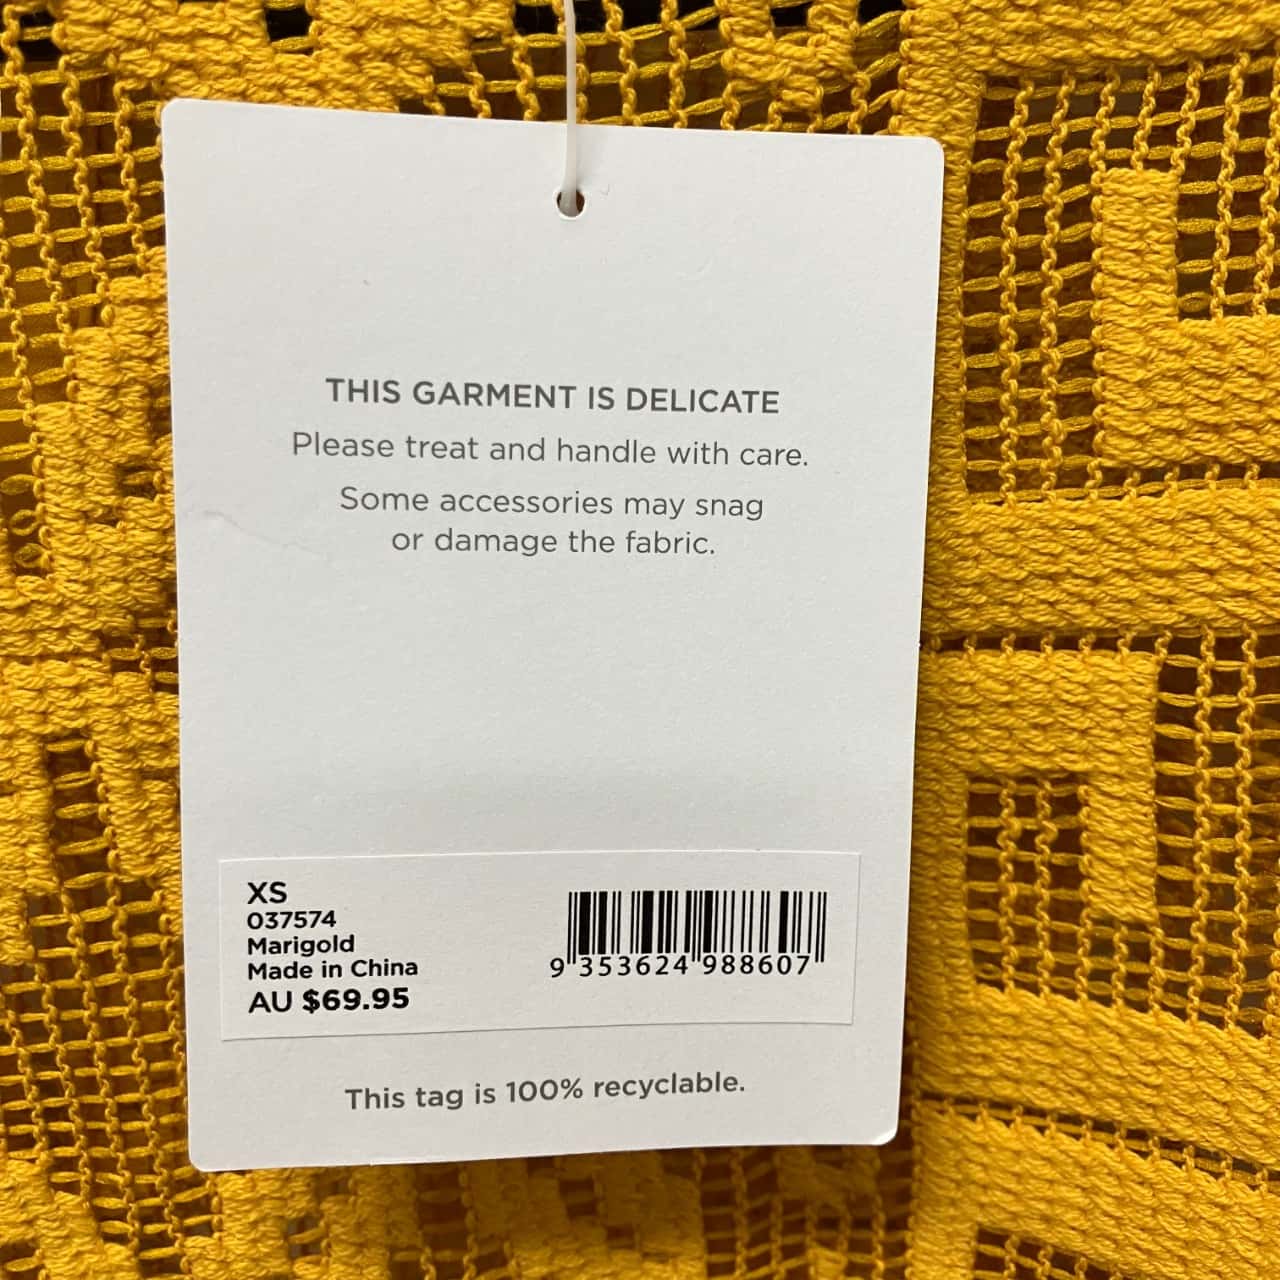 THIS GARMENT IS DELICATE
Please treat and handle with care.
Some accessories may snag
or damage the fabric.
XS
037574
Marigold
Made in China
AU $69.95
9 353624 988607
This tag is 100% recyclable.